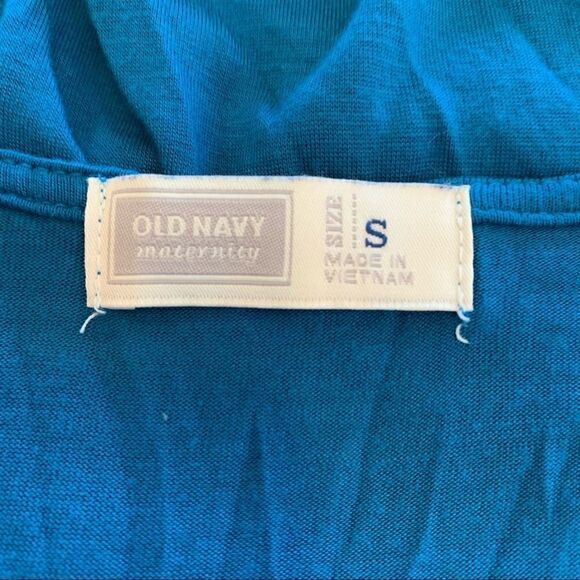 OLD NAVY
maternity
SIZE
S
MADE IN
VIETNAM